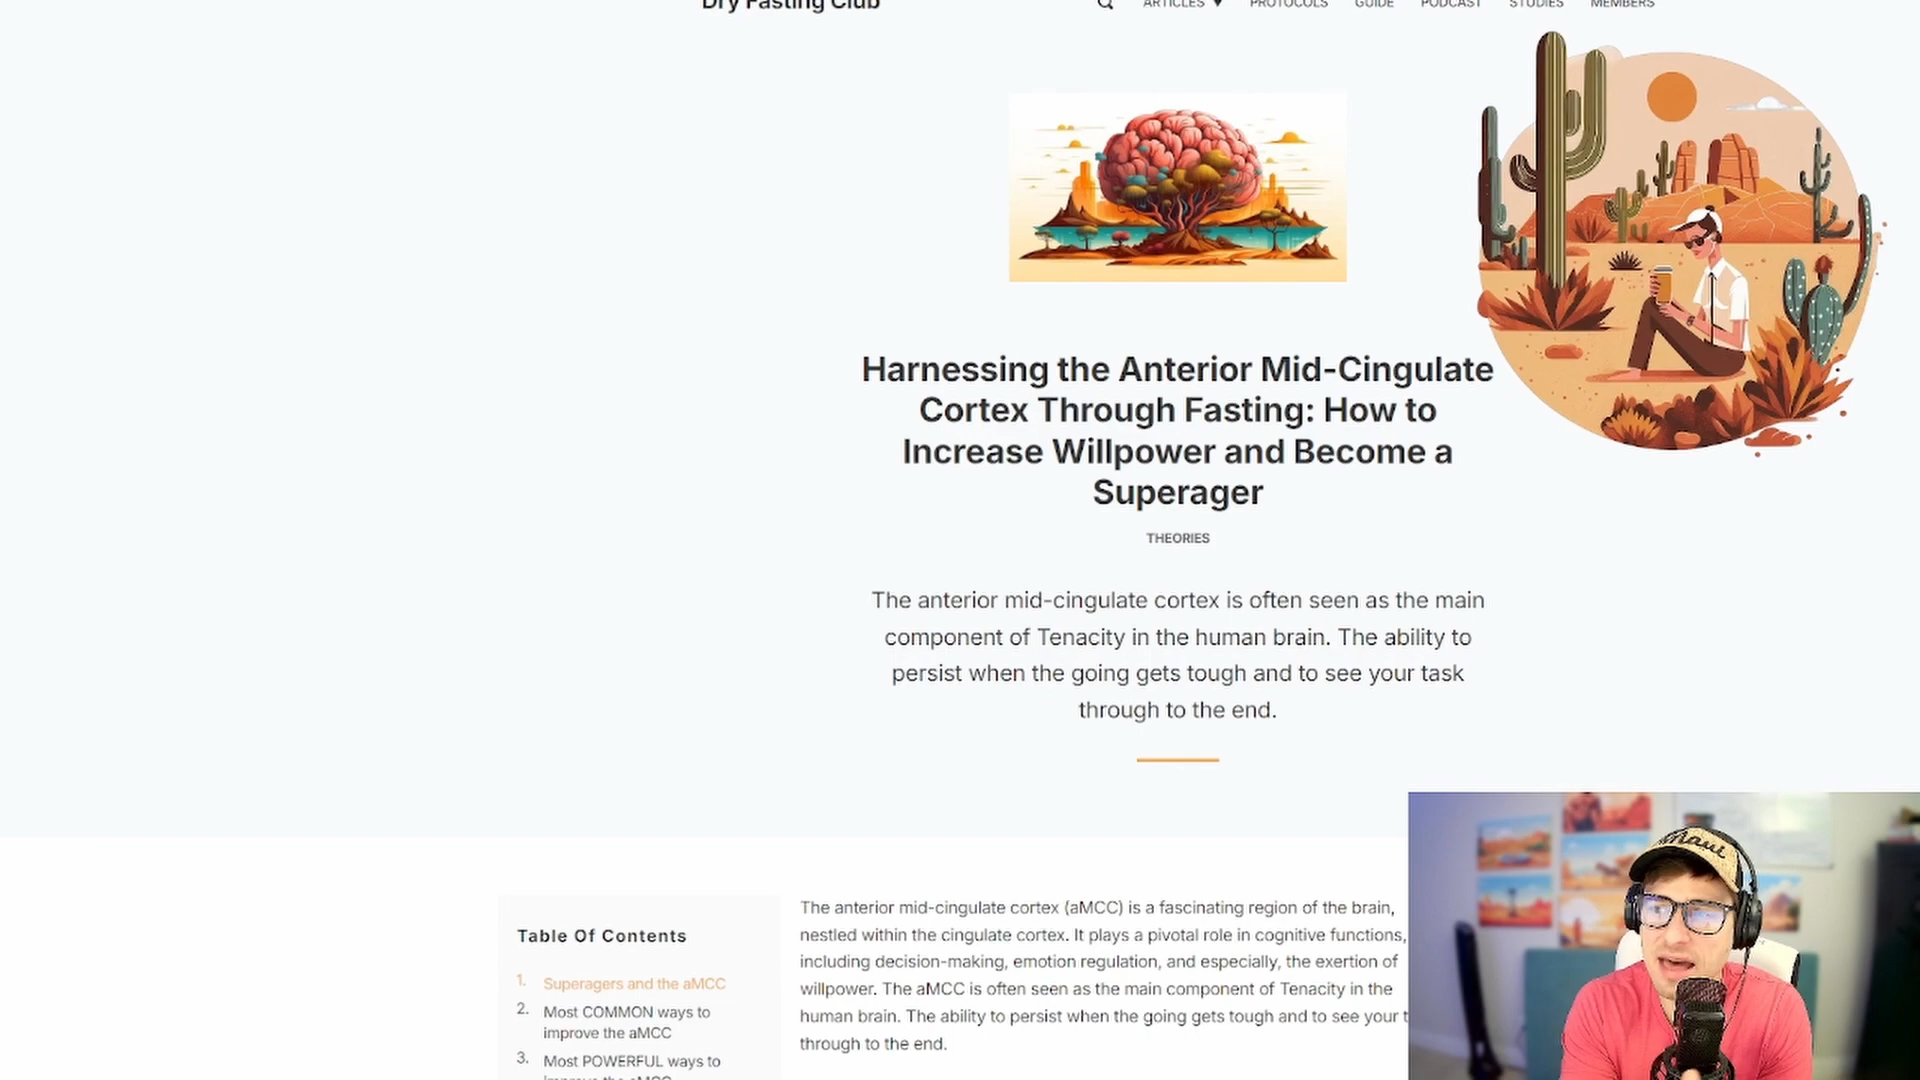 Dry Fasting Club
ARTICLES ▼ PROTOCOLS GUIDE PODCAST STUDIES MEMBERS
Harnessing the Anterior Mid-Cingulate
Cortex Through Fasting: How to
Increase Willpower and Become a
Superager
THEORIES
The anterior mid-cingulate cortex is often seen as the main
component of Tenacity in the human brain. The ability to
persist when the going gets tough and to see your task
through to the end.
Table Of Contents
1. Superagers and the aMCC
2. Most COMMON ways to
improve the aMCC
3. Most POWERFUL ways to
improve the aMCC
The anterior mid-cingulate cortex (aMCC) is a fascinating region of the brain,
nestled within the cingulate cortex. It plays a pivotal role in cognitive functions,
including decision-making, emotion regulation, and especially, the exertion of
willpower. The aMCC is often seen as the main component of Tenacity in the
human brain. The ability to persist when the going gets tough and to see your t
through to the end.
Maui